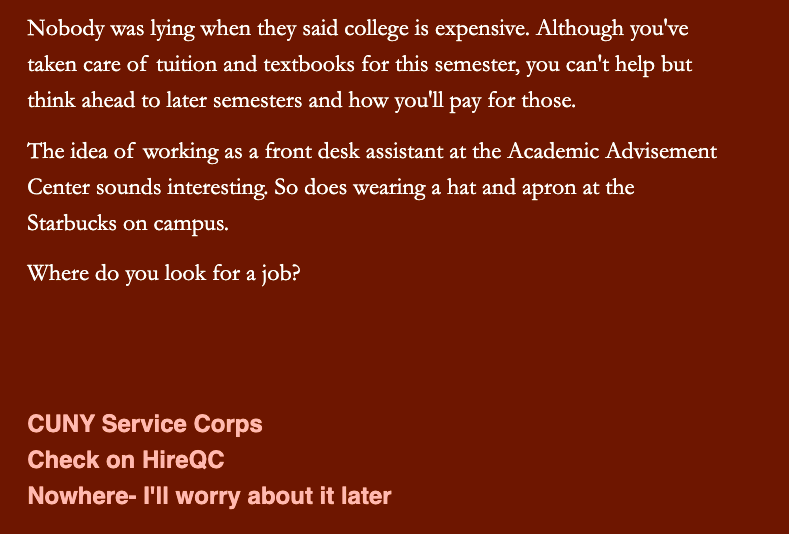 Nobody was lying when they said college is expensive. Although you've
taken care of tuition and textbooks for this semester, you can't help but
think ahead to later semesters and how you'll pay for those.
The idea of working as a front desk assistant at the Academic Advisement
Center sounds interesting. So does wearing a hat and apron at the
Starbucks on campus.
Where do you look for a job?
CUNY Service Corps
Check on HireQC
Nowhere- I'll worry about it later